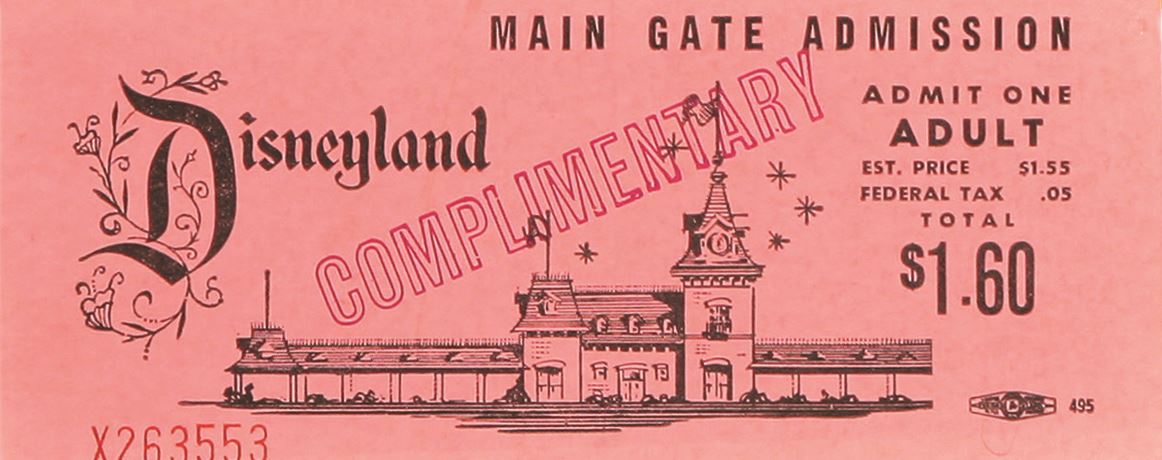 MAIN GATE ADMISSION
Disneyland
COMPLIMENTARY
ADMIT ONE
ADULT
EST. PRICE $1.55
FEDERAL TAX .05
TOTAL
$1.60
495
X263553